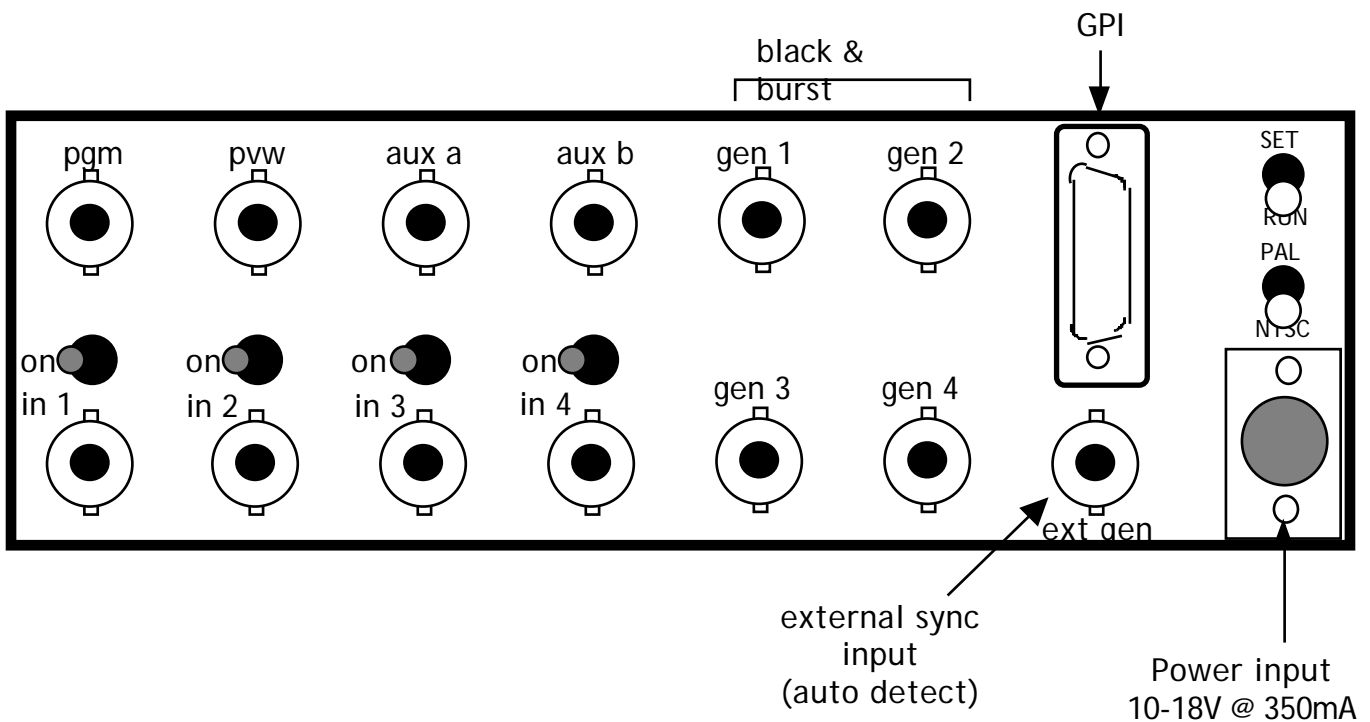 GPI
black &
burst
pgm pvw aux a aux b gen 1 gen 2
SET
RUN
PAL
NTSC
on on on on
in 1 in 2 in 3 in 4
gen 3 gen 4
ext gen
external sync
input
(auto detect)
Power input
10-18V @ 350mA